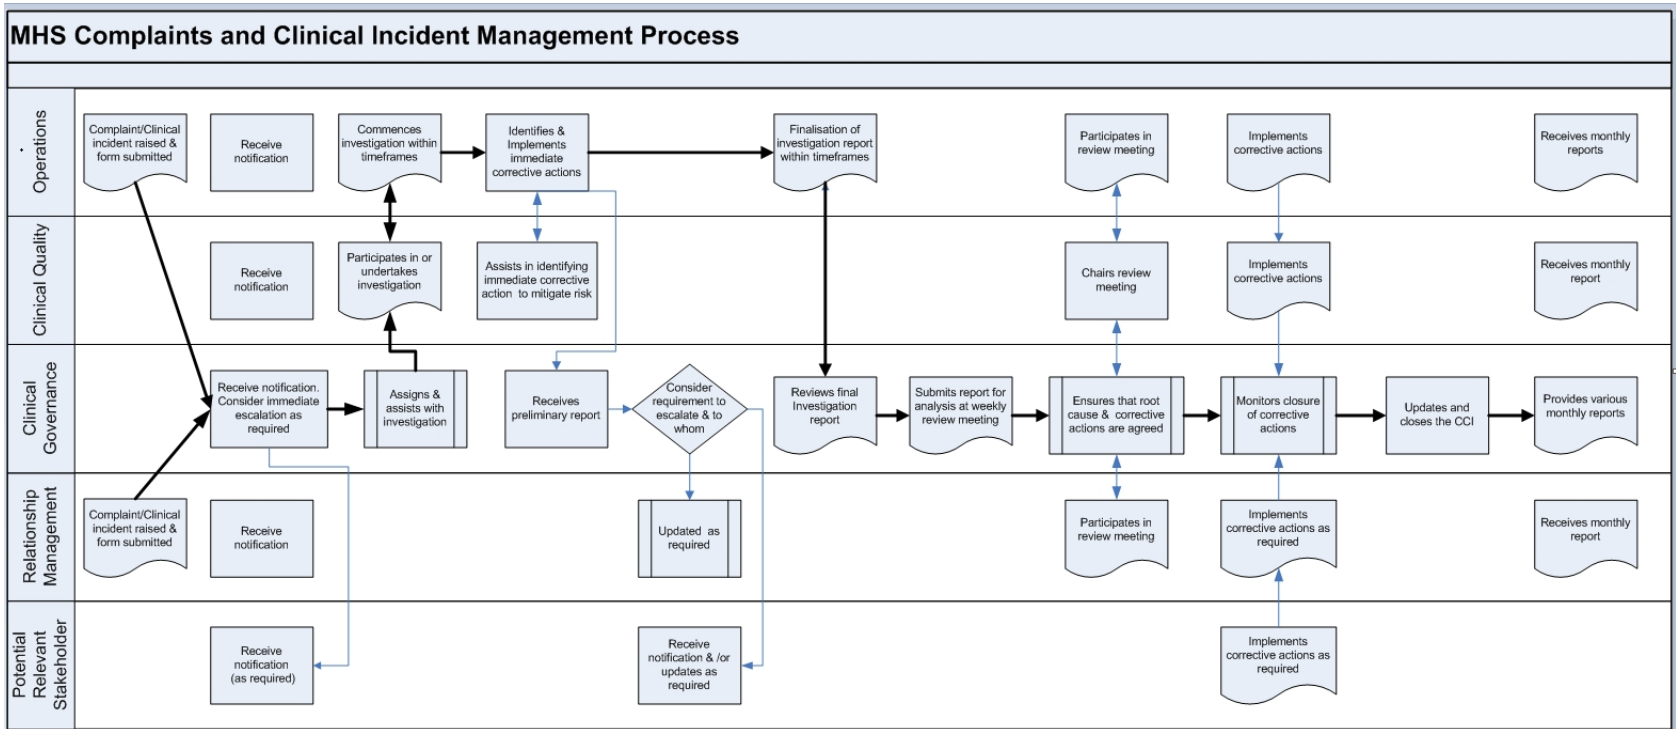 MHS Complaints and Clinical Incident Management Process
Operations
Complaint/Clinical
incident raised &
form submitted
Receive
notification
Commences
investigation within
timeframes
Identifies &
Implements
immediate
corrective actions
Finalisation of
investigation report
within timeframes
Participates in
review meeting
Implements
corrective actions
Receives monthly
reports
Clinical Quality
Receive
notification
Participates in or
undertakes
investigation
Assists in identifying
immediate corrective
action to mitigate risk
Chairs review
meeting
Implements
corrective actions
Receives monthly
report
Clinical
Governance
Receive notification.
Consider immediate
escalation as
required
Assigns &
assists with
investigation
Receives
preliminary report
Consider
requirement to
escalate & to
whom
Reviews final
Investigation
report
Submits report for
analysis at weekly
review meeting
Ensures that root
cause & corrective
actions are agreed
Monitors closure
of corrective
actions
Updates and
closes the CCI
Provides various
monthly reports
Relationship
Management
Complaint/Clinical
incident raised &
form submitted
Receive
notification
Updated as
required
Participates in
review meeting
Implements
corrective actions as
required
Receives monthly
report
Potential
Relevant
Stakeholder
Receive
notification
(as required)
Receive
notification & /or
updates as
required
Implements
corrective actions as
required